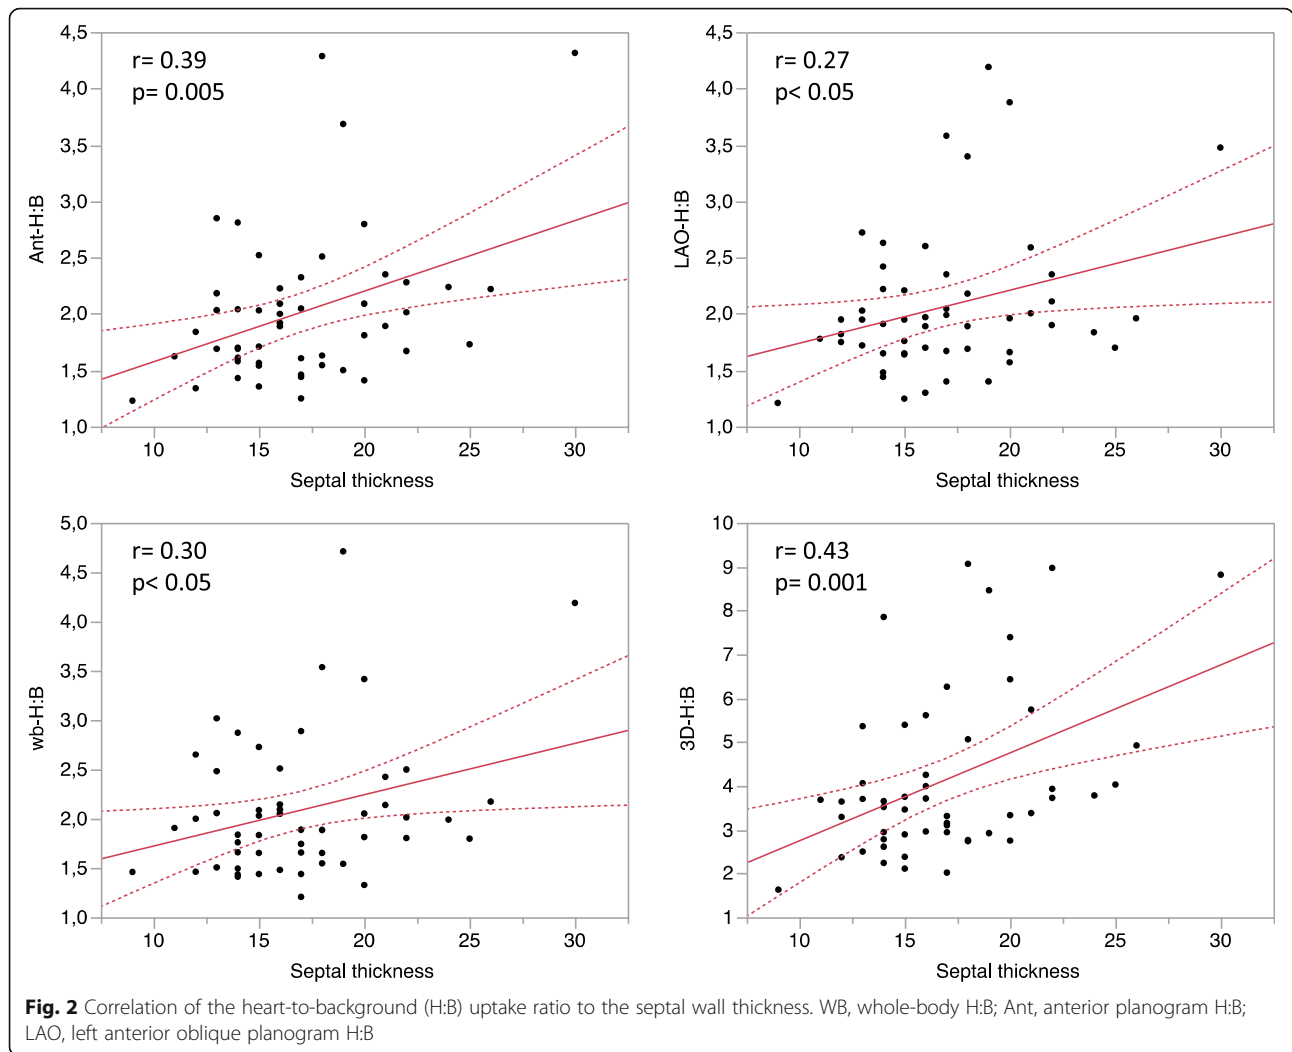 4,5
4,0
3,5
3,0
2,5
2,0
1,5
1,0
Ant-H:B
r= 0.39
p= 0.005
10 15 20 25 30
Septal thickness
4,5
4,0
3,5
3,0
2,5
2,0
1,5
1,0
LAO-H:B
r= 0.27
p< 0.05
10 15 20 25 30
Septal thickness
5,0
4,5
4,0
3,5
3,0
2,5
2,0
1,5
1,0
wb-H:B
r= 0.30
p< 0.05
10 15 20 25 30
Septal thickness
10
9
8
7
6
5
4
3
2
1
3D-H:B
r= 0.43
p= 0.001
10 15 20 25 30
Septal thickness
Fig. 2 Correlation of the heart-to-background (H:B) uptake ratio to the septal wall thickness. WB, whole-body H:B; Ant, anterior planogram H:B;
LAO, left anterior oblique planogram H:B